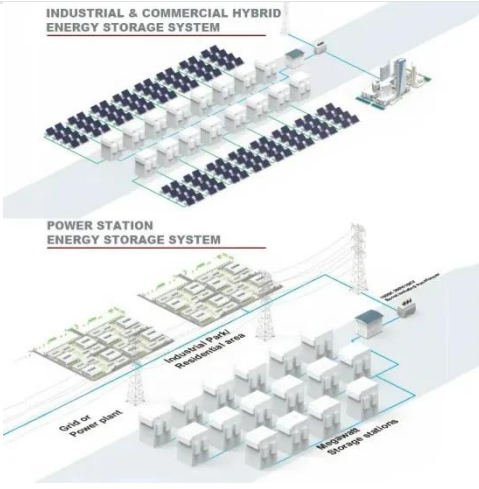 INDUSTRIAL & COMMERCIAL HYBRID
ENERGY STORAGE SYSTEM
POWER STATION
ENERGY STORAGE SYSTEM
Industrial Park/
Residential area
Grid or
Power plant
Megawatt
Storage stations